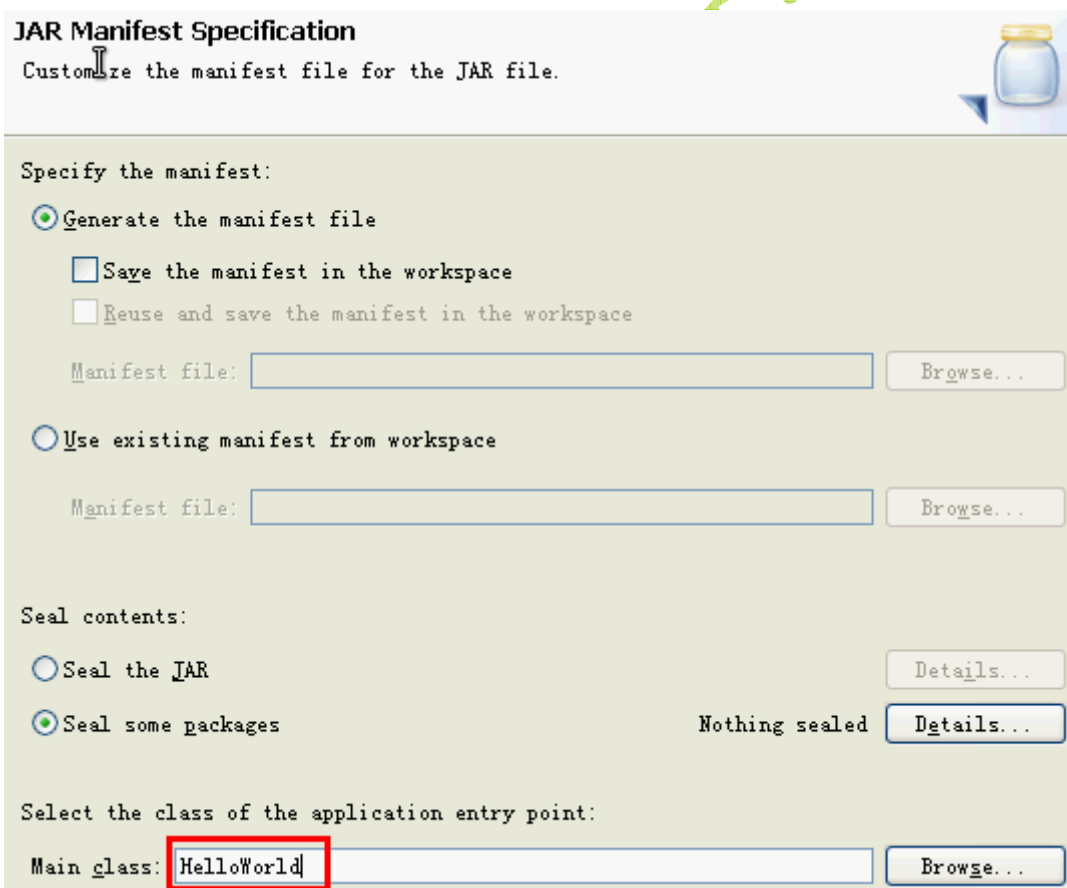 JAR Manifest Specification
Customize the manifest file for the JAR file.
Specify the manifest:
Generate the manifest file
Save the manifest in the workspace
Reuse and save the manifest in the workspace
Manifest file: Browse...
Use existing manifest from workspace
Manifest file: Browse...
Seal contents:
Seal the JAR Details...
Seal some packages Nothing sealed Details...
Select the class of the application entry point:
Main class: HelloWorld Browse...